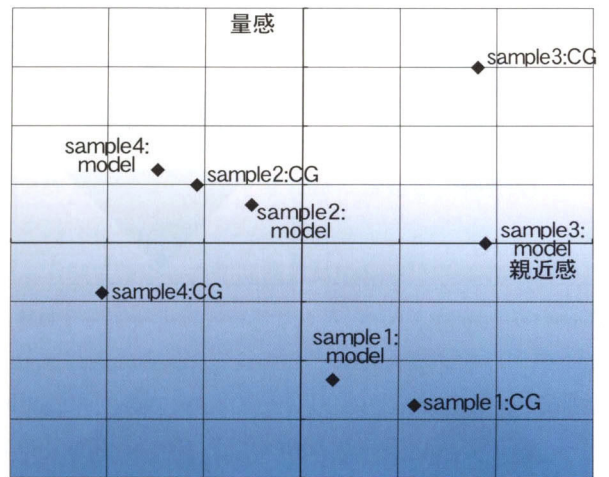 量感
sample3:CG
sample4:
model
sample2:CG
sample2:
model
sample3:
model
親近感
sample4:CG
sample1:
model
sample1:CG